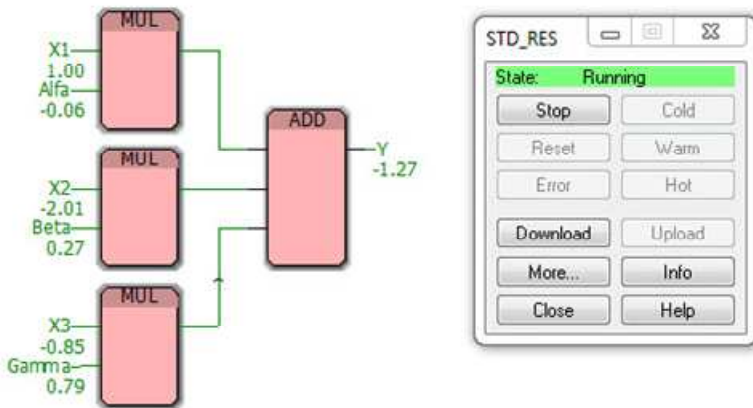 MUL
X1
1.00
Alfa
-0.06
MUL
X2
-2.01
Beta
0.27
MUL
X3
-0.85
Gamma
0.79
ADD
Y
-1.27
STD_RES
State: Running
Stop Cold
Reset Warm
Error Hot
Download Upload
More... Info
Close Help